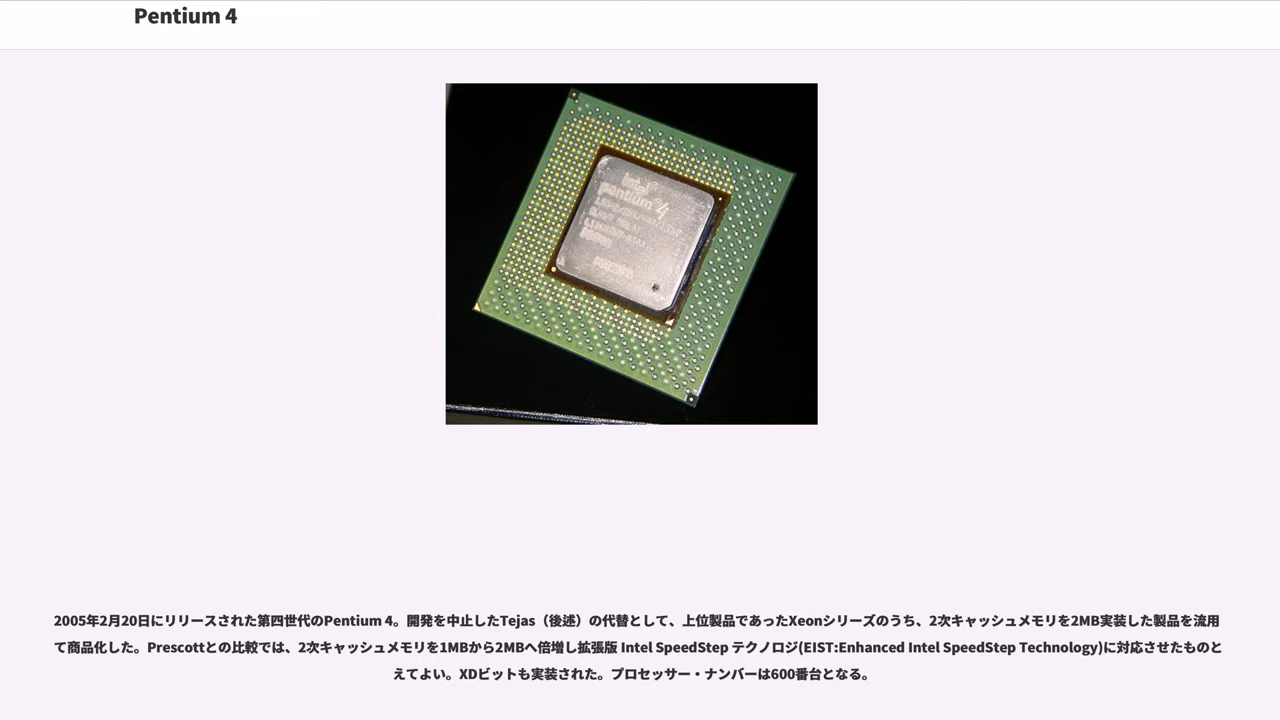 Pentium 4
intel
pentium 4
2005年2月20日にリリースされた第四世代のPentium 4。開発を中止したTejas（後述）の代替として、上位製品であったXeonシリーズのうち、2次キャッシュメモリを2MB実装した製品を流用
て商品化した。Prescottとの比較では、2次キャッシュメモリを1MBから2MBへ倍増し拡張版 Intel SpeedStep テクノロジ(EIST:Enhanced Intel SpeedStep Technology)に対応させたものと
えてよい。XDビットも実装された。プロセッサー・ナンバーは600番台となる。